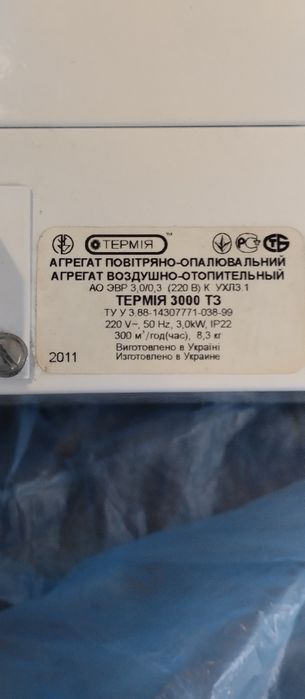 ТЕРМІЯ™
АГРЕГАТ ПОВІТРЯНО-ОПАЛЮВАЛЬНИЙ
АГРЕГАТ ВОЗДУШНО-ОТОПИТЕЛЬНЫЙ
АО ЭВР 3,0/0,3 (220 В) К УХЛ3.1
ТЕРМІЯ 3000 ТЗ
ТУ У 3.88-14307771-038-99
220 V~, 50 Hz, 3,0kW, IP22
300 м³/год(час), 8,3 кг
Виготовлено в Україні
2011 Изготовлено в Украине